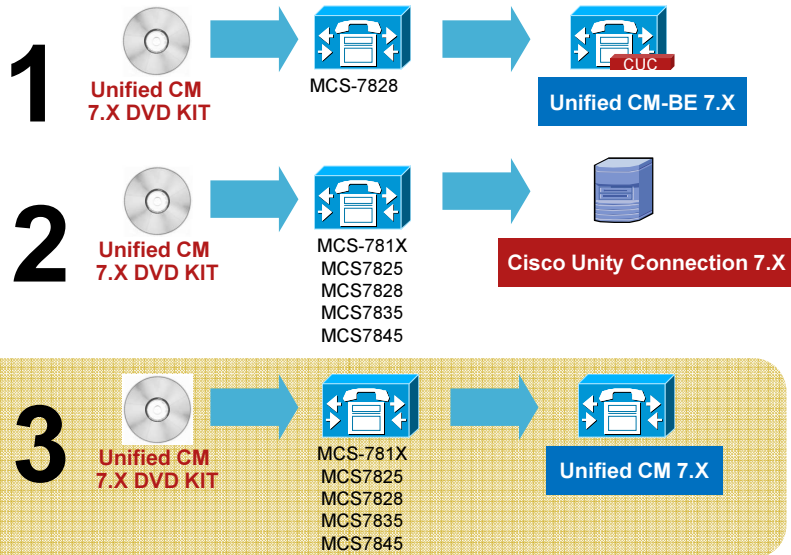 1
Unified CM
7.X DVD KIT
MCS-7828
CUC
Unified CM-BE 7.X
2
Unified CM
7.X DVD KIT
MCS-781X
MCS7825
MCS7828
MCS7835
MCS7845
Cisco Unity Connection 7.X
3
Unified CM
7.X DVD KIT
MCS-781X
MCS7825
MCS7828
MCS7835
MCS7845
Unified CM 7.X